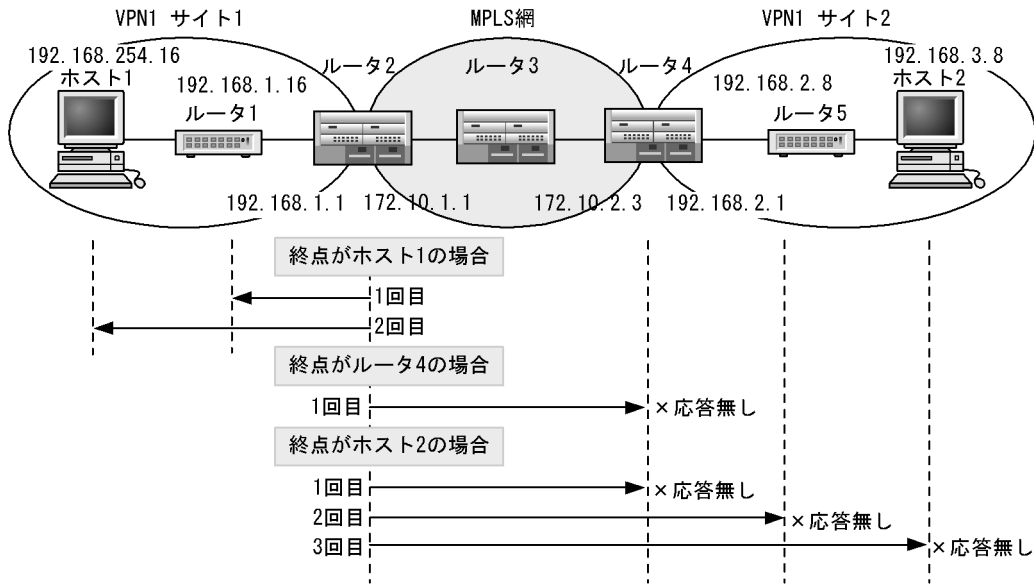 VPN1 サイト1
MPLS網
VPN1 サイト2
192.168.254.16
ホスト1
192.168.1.16
ルータ1
ルータ2
ルータ3
ルータ4
192.168.2.8
ルータ5
192.168.3.8
ホスト2
192.168.1.1
172.10.1.1
172.10.2.3
192.168.2.1
終点がホスト1の場合
1回目
2回目
終点がルータ4の場合
1回目
×応答無し
終点がホスト2の場合
1回目
×応答無し
2回目
×応答無し
3回目
×応答無し